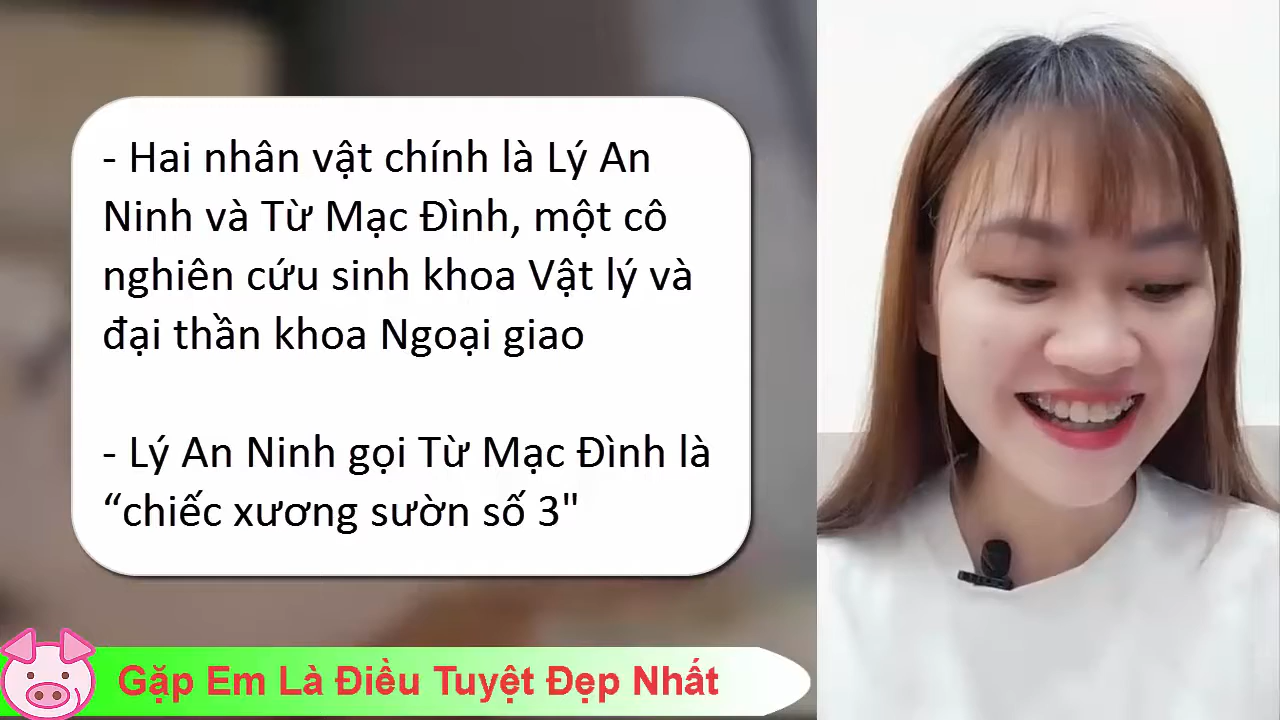 - Hai nhân vật chính là Lý An
Ninh và Từ Mạc Đình, một cô
nghiên cứu sinh khoa Vật lý và
đại thần khoa Ngoại giao
- Lý An Ninh gọi Từ Mạc Đình là
“chiếc xương sườn số 3"
Gặp Em Là Điều Tuyệt Đẹp Nhất